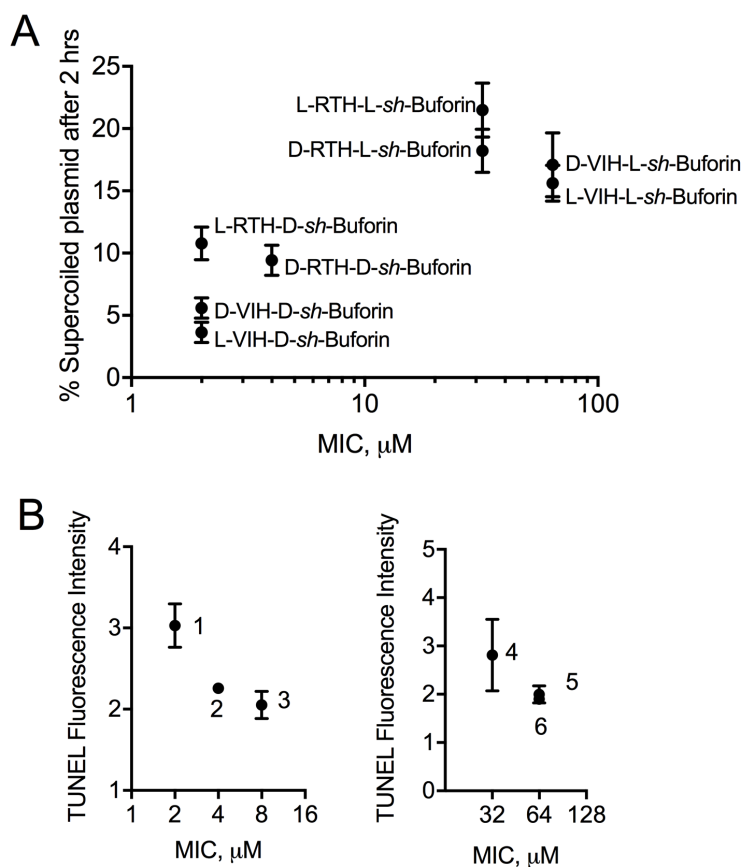 A
% Supercoiled plasmid after 2 hrs
25
20
15
10
5
0
L-RTH-L-sh-Buforin
D-RTH-L-sh-Buforin
D-VIH-L-sh-Buforin
L-VIH-L-sh-Buforin
L-RTH-D-sh-Buforin
D-RTH-D-sh-Buforin
D-VIH-D-sh-Buforin
L-VIH-D-sh-Buforin
1 10 100
MIC, μM
B
TUNEL Fluorescence Intensity
4
3
2
1
1
2
3
1 2 4 8 16
MIC, μM
TUNEL Fluorescence Intensity
5
4
3
2
1
0
4
5
6
32 64 128
MIC, μM